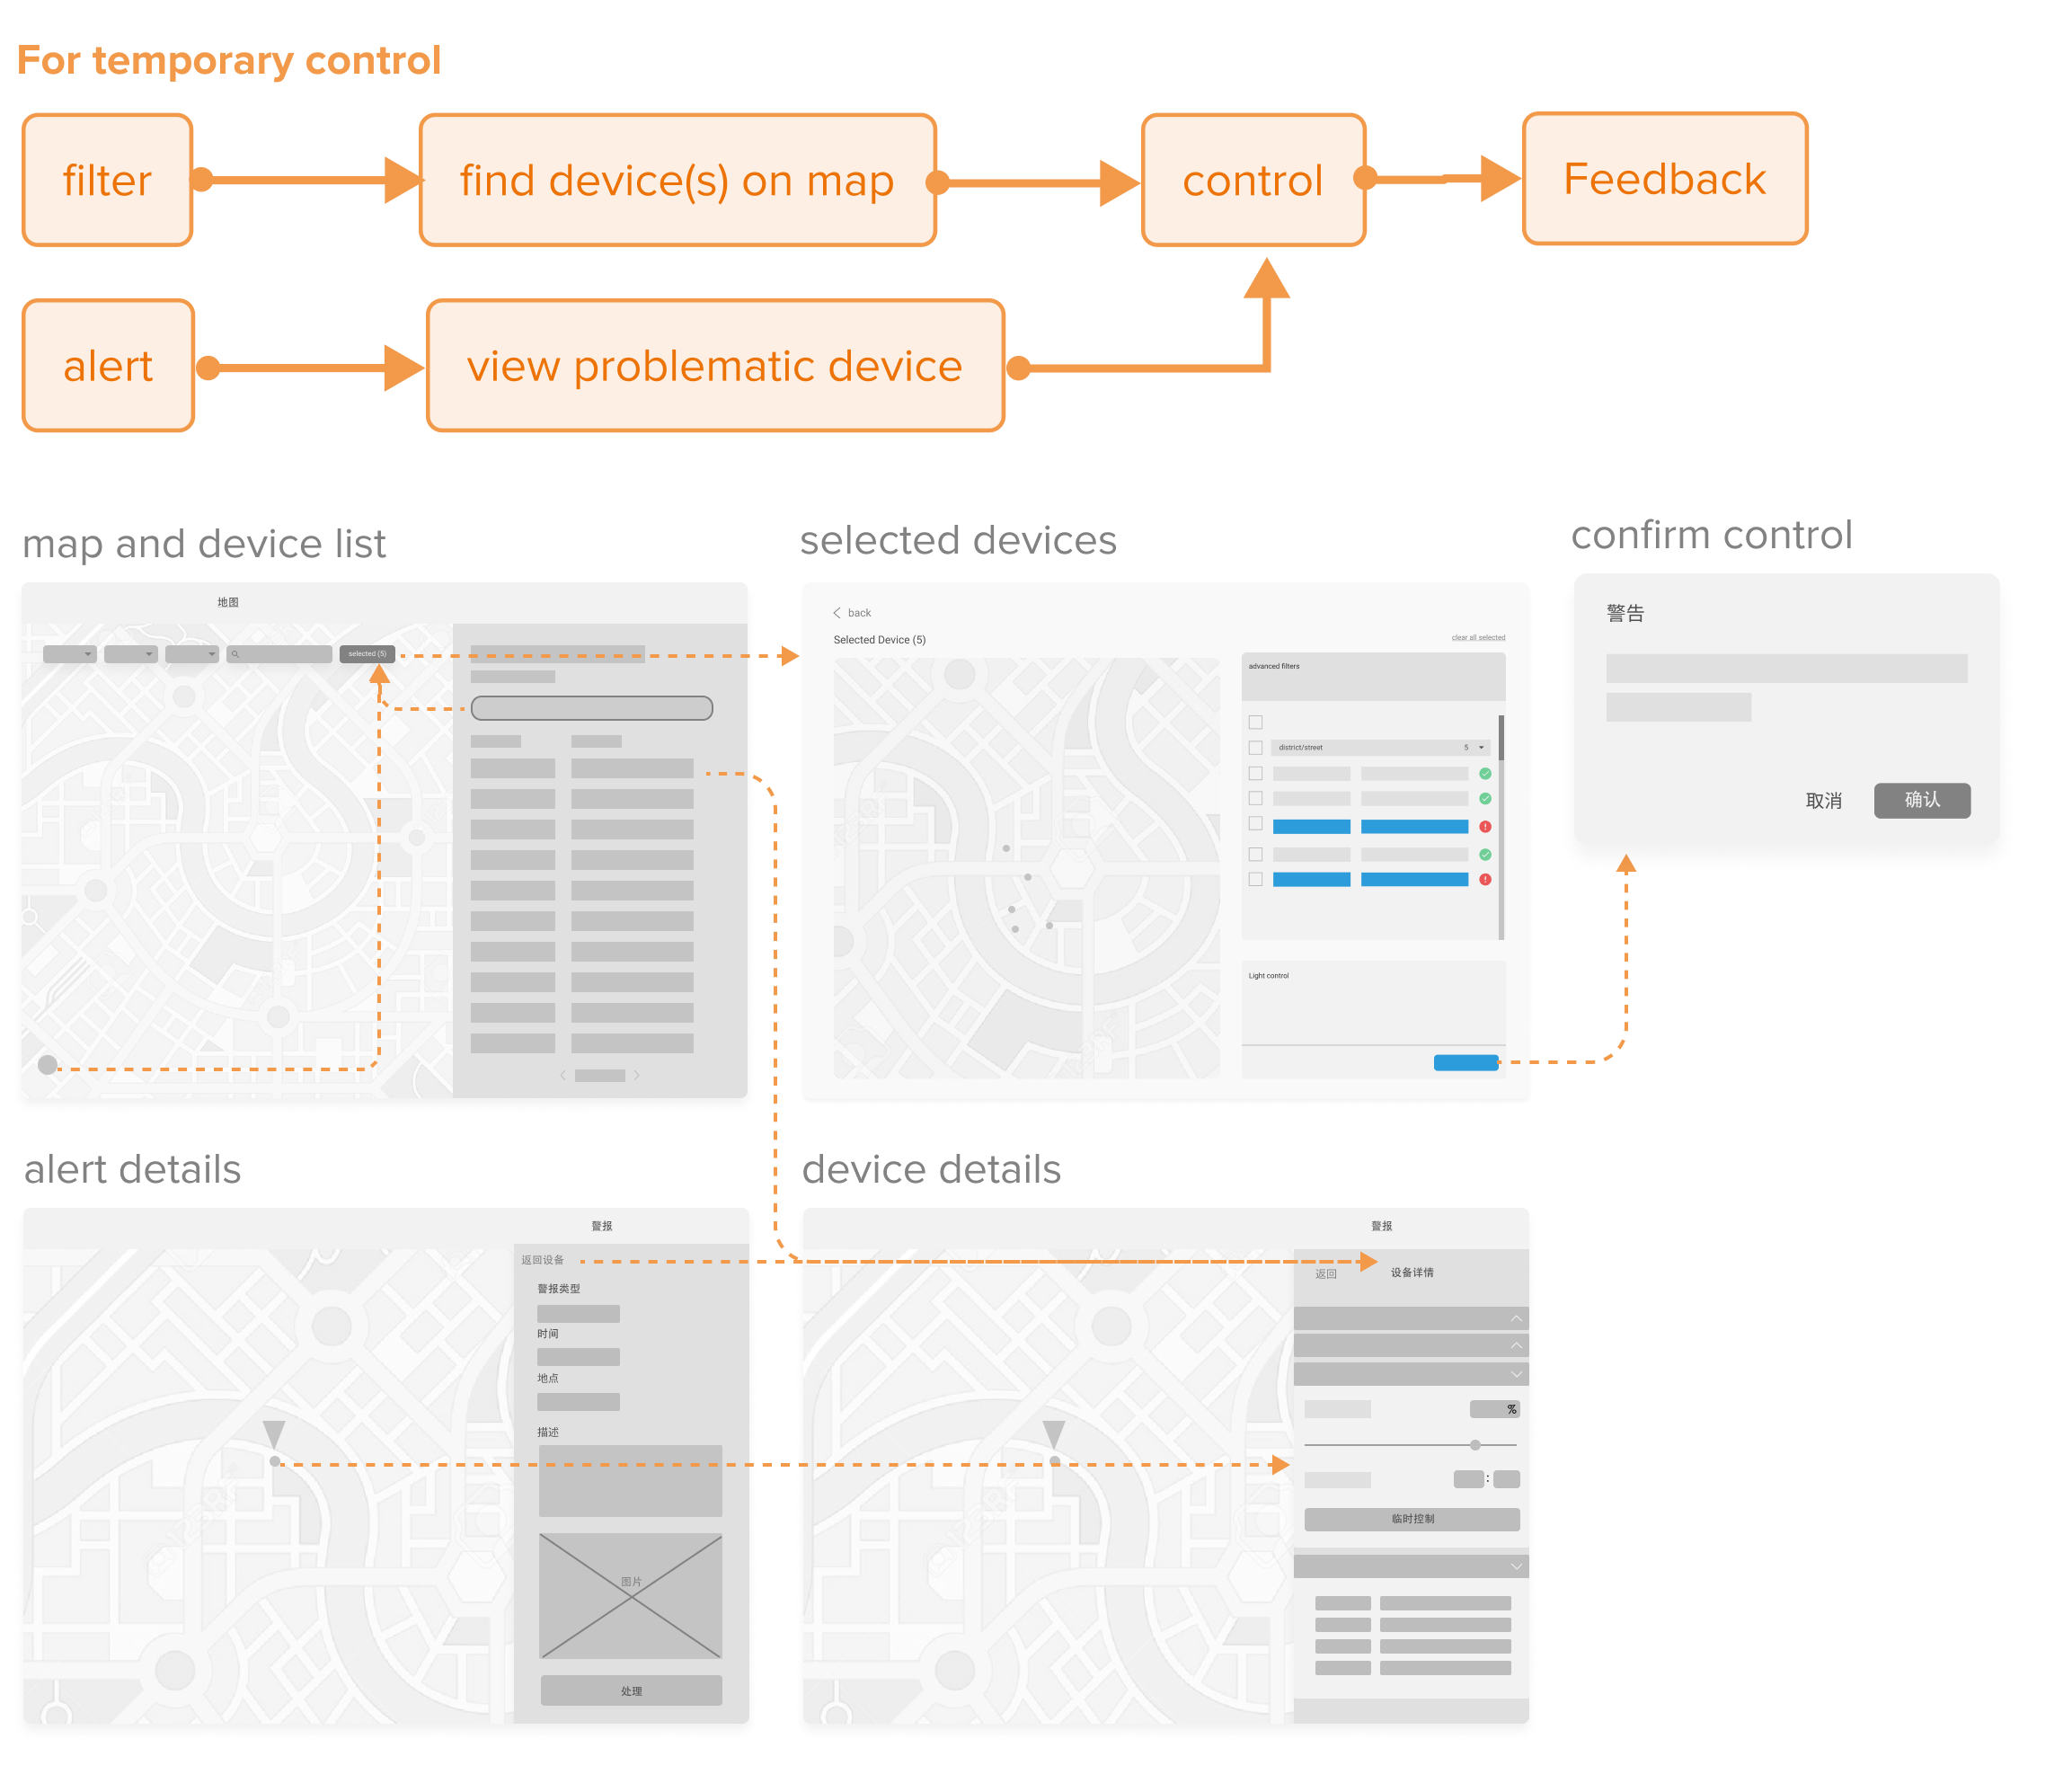 For temporary control
filter
find device(s) on map
control
Feedback
alert
view problematic device
map and device list
selected devices
confirm control
地图
selected (5)
back
Selected Device (5)
clear all selected
advanced filters
district/street 5
Light control
警告
取消
确认
alert details
device details
警报
返回设备
警报类型
时间
地点
描述
图片
处理
警报
返回
设备详情
%
:
临时控制